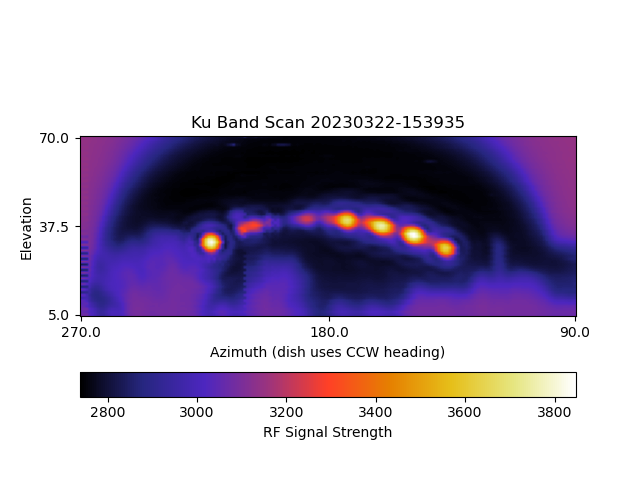 Ku Band Scan 20230322-153935
70.0
37.5
5.0
Elevation
270.0 180.0 90.0
Azimuth (dish uses CCW heading)
2800 3000 3200 3400 3600 3800
RF Signal Strength